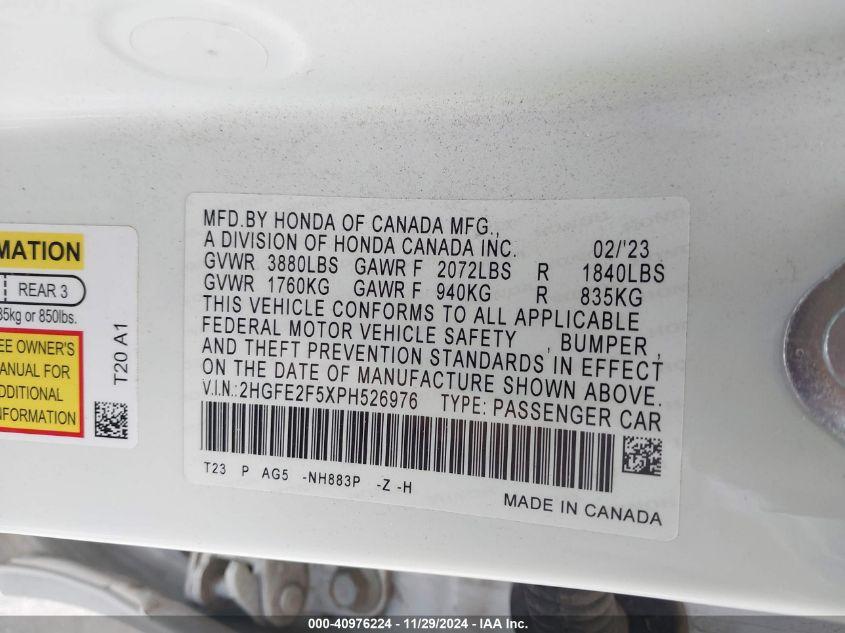 MATION
REAR 3
35kg or 850lbs.
EE OWNER'S
MANUAL FOR
DDITIONAL
NFORMATION
T20 A1
MFD.BY HONDA OF CANADA MFG.,
A DIVISION OF HONDA CANADA INC. 02/'23
GVWR 3880LBS GAWR F 2072LBS R 1840LBS
GVWR 1760KG GAWR F 940KG R 835KG
THIS VEHICLE CONFORMS TO ALL APPLICABLE
FEDERAL MOTOR VEHICLE SAFETY , BUMPER ,
AND THEFT PREVENTION STANDARDS IN EFFECT
ON THE DATE OF MANUFACTURE SHOWN ABOVE.
V.I.N.:2HGFE2F5XPH526976 TYPE: PASSENGER CAR
T23 P AG5 -NH883P -Z -H
MADE IN CANADA
000-40976224 - 11/29/2024 - IAA Inc.